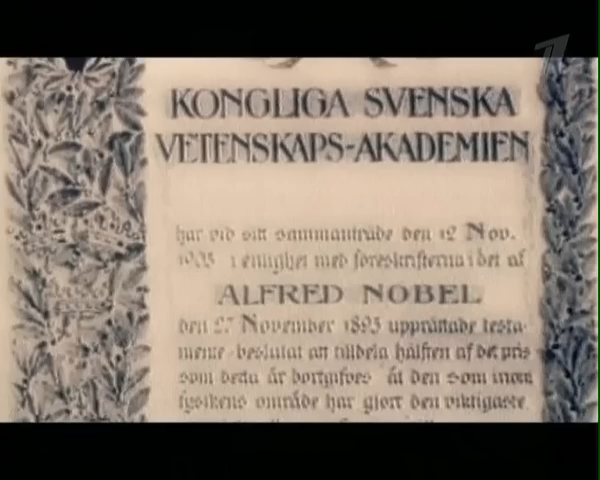 KONGLIGA SVENSKA
VETENSKAPS-AKADEMIEN
har vid sitt sammanträde den 12 Nov.
i enlighet med föreskrifterna i det af
ALFRED NOBEL
den 27 November 1895 upprättade testa-
mente beslutat att tilldela hälften af det pris
som detta år bortgifves åt den som inom
fysikens område har gjort den viktigaste